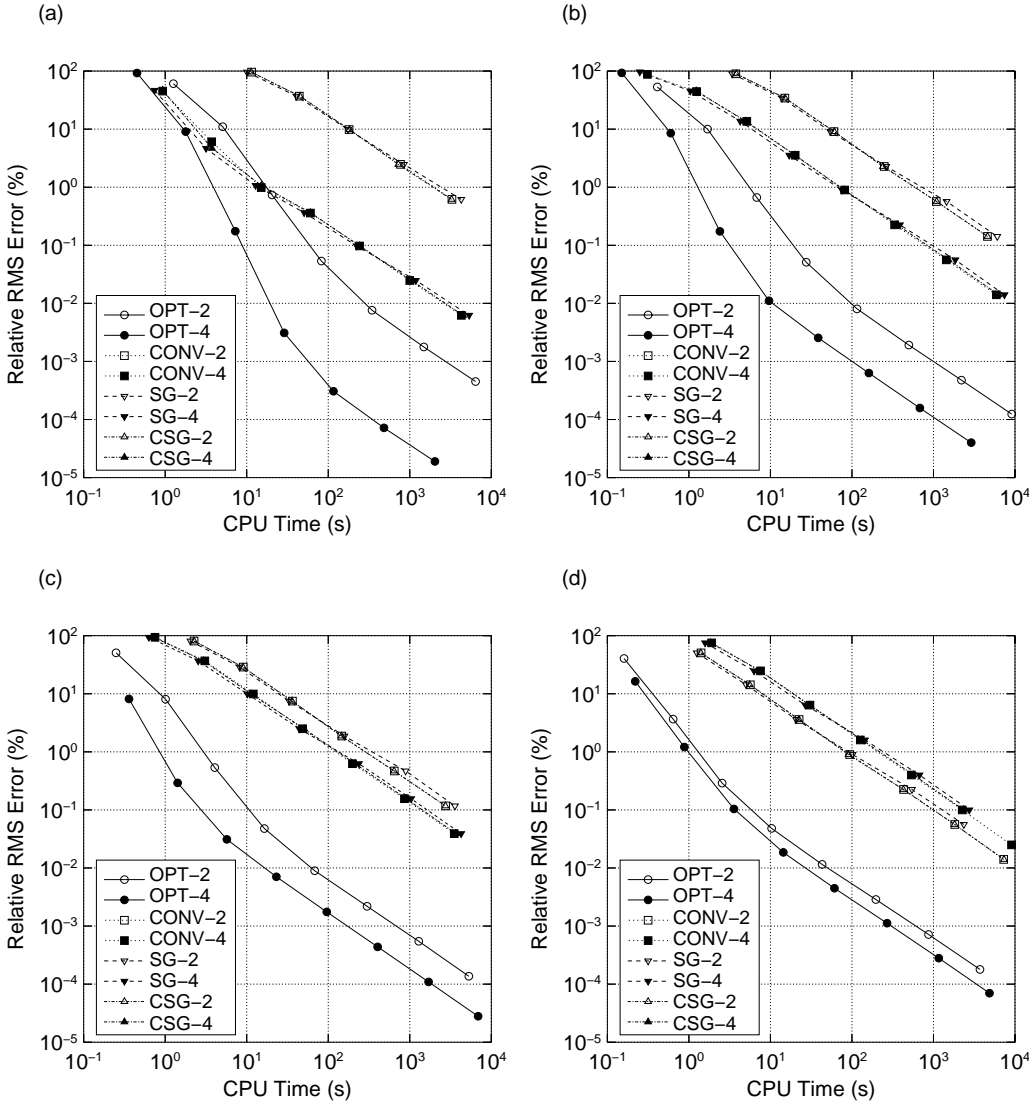 (a)
Relative RMS Error (%)
10² 10¹ 10⁰ 10⁻¹ 10⁻² 10⁻³ 10⁻⁴ 10⁻⁵
OPT−2
OPT−4
CONV−2
CONV−4
SG−2
SG−4
CSG−2
CSG−4
10⁻¹ 10⁰ 10¹ 10² 10³ 10⁴
CPU Time (s)
(b)
Relative RMS Error (%)
10² 10¹ 10⁰ 10⁻¹ 10⁻² 10⁻³ 10⁻⁴ 10⁻⁵
OPT−2
OPT−4
CONV−2
CONV−4
SG−2
SG−4
CSG−2
CSG−4
10⁻¹ 10⁰ 10¹ 10² 10³ 10⁴
CPU Time (s)
(c)
Relative RMS Error (%)
10² 10¹ 10⁰ 10⁻¹ 10⁻² 10⁻³ 10⁻⁴ 10⁻⁵
OPT−2
OPT−4
CONV−2
CONV−4
SG−2
SG−4
CSG−2
CSG−4
10⁻¹ 10⁰ 10¹ 10² 10³ 10⁴
CPU Time (s)
(d)
Relative RMS Error (%)
10² 10¹ 10⁰ 10⁻¹ 10⁻² 10⁻³ 10⁻⁴ 10⁻⁵
OPT−2
OPT−4
CONV−2
CONV−4
SG−2
SG−4
CSG−2
CSG−4
10⁻¹ 10⁰ 10¹ 10² 10³ 10⁴
CPU Time (s)